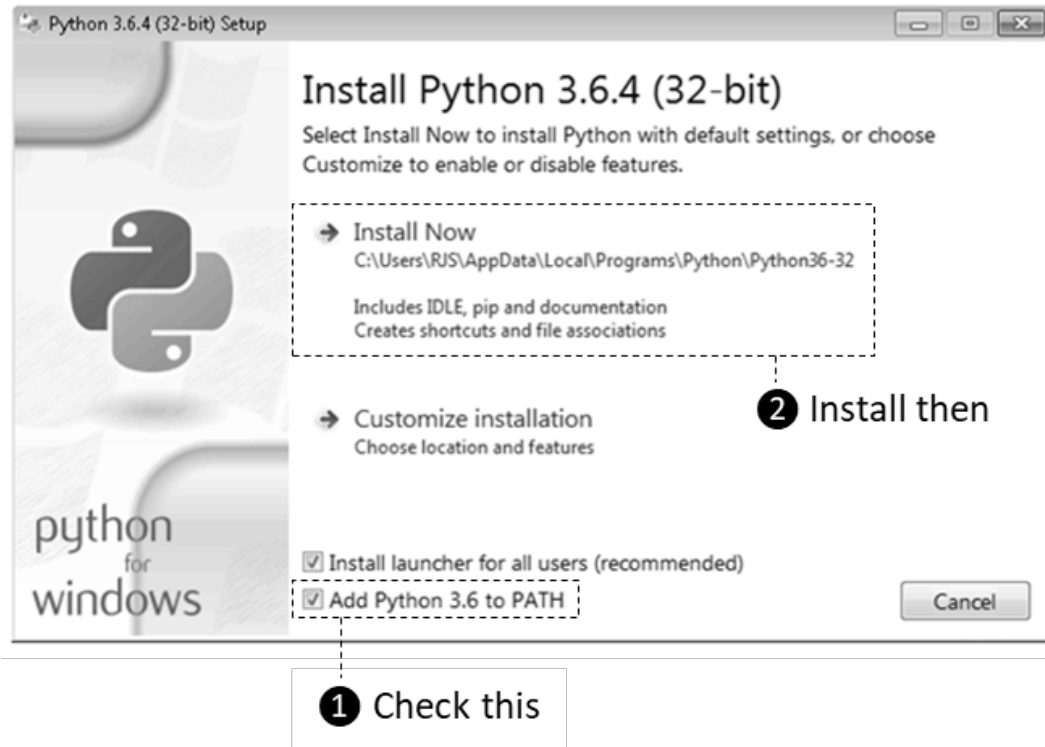 Python 3.6.4 (32-bit) Setup
Install Python 3.6.4 (32-bit)
Select Install Now to install Python with default settings, or choose
Customize to enable or disable features.
Install Now
C:\Users\RJS\AppData\Local\Programs\Python\Python36-32
Includes IDLE, pip and documentation
Creates shortcuts and file associations
2 Install then
Customize installation
Choose location and features
python
for
windows
Install launcher for all users (recommended)
Add Python 3.6 to PATH
Cancel
1 Check this